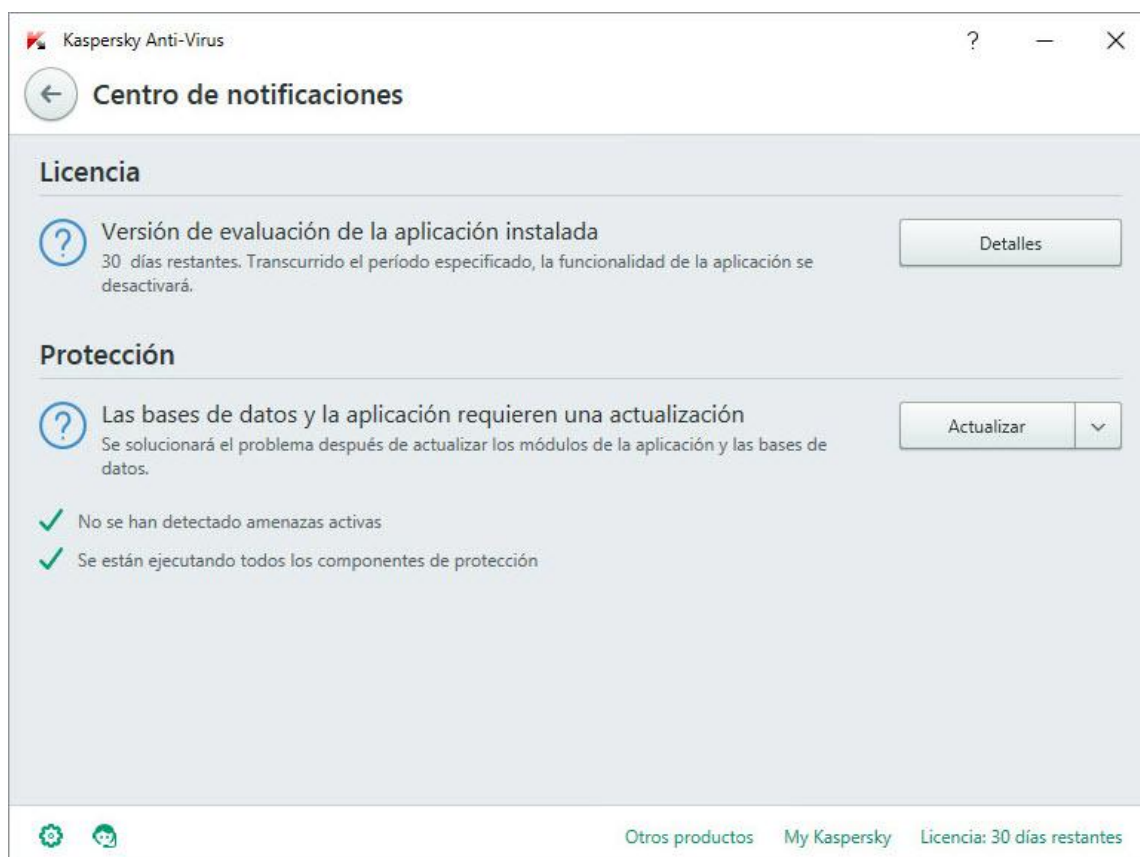 Kaspersky Anti-Virus
?
Centro de notificaciones
Licencia
?
Versión de evaluación de la aplicación instalada
30 días restantes. Transcurrido el período especificado, la funcionalidad de la aplicación se
desactivará.
Detalles
Protección
?
Las bases de datos y la aplicación requieren una actualización
Se solucionará el problema después de actualizar los módulos de la aplicación y las bases de
datos.
Actualizar
No se han detectado amenazas activas
Se están ejecutando todos los componentes de protección
Otros productos My Kaspersky Licencia: 30 días restantes